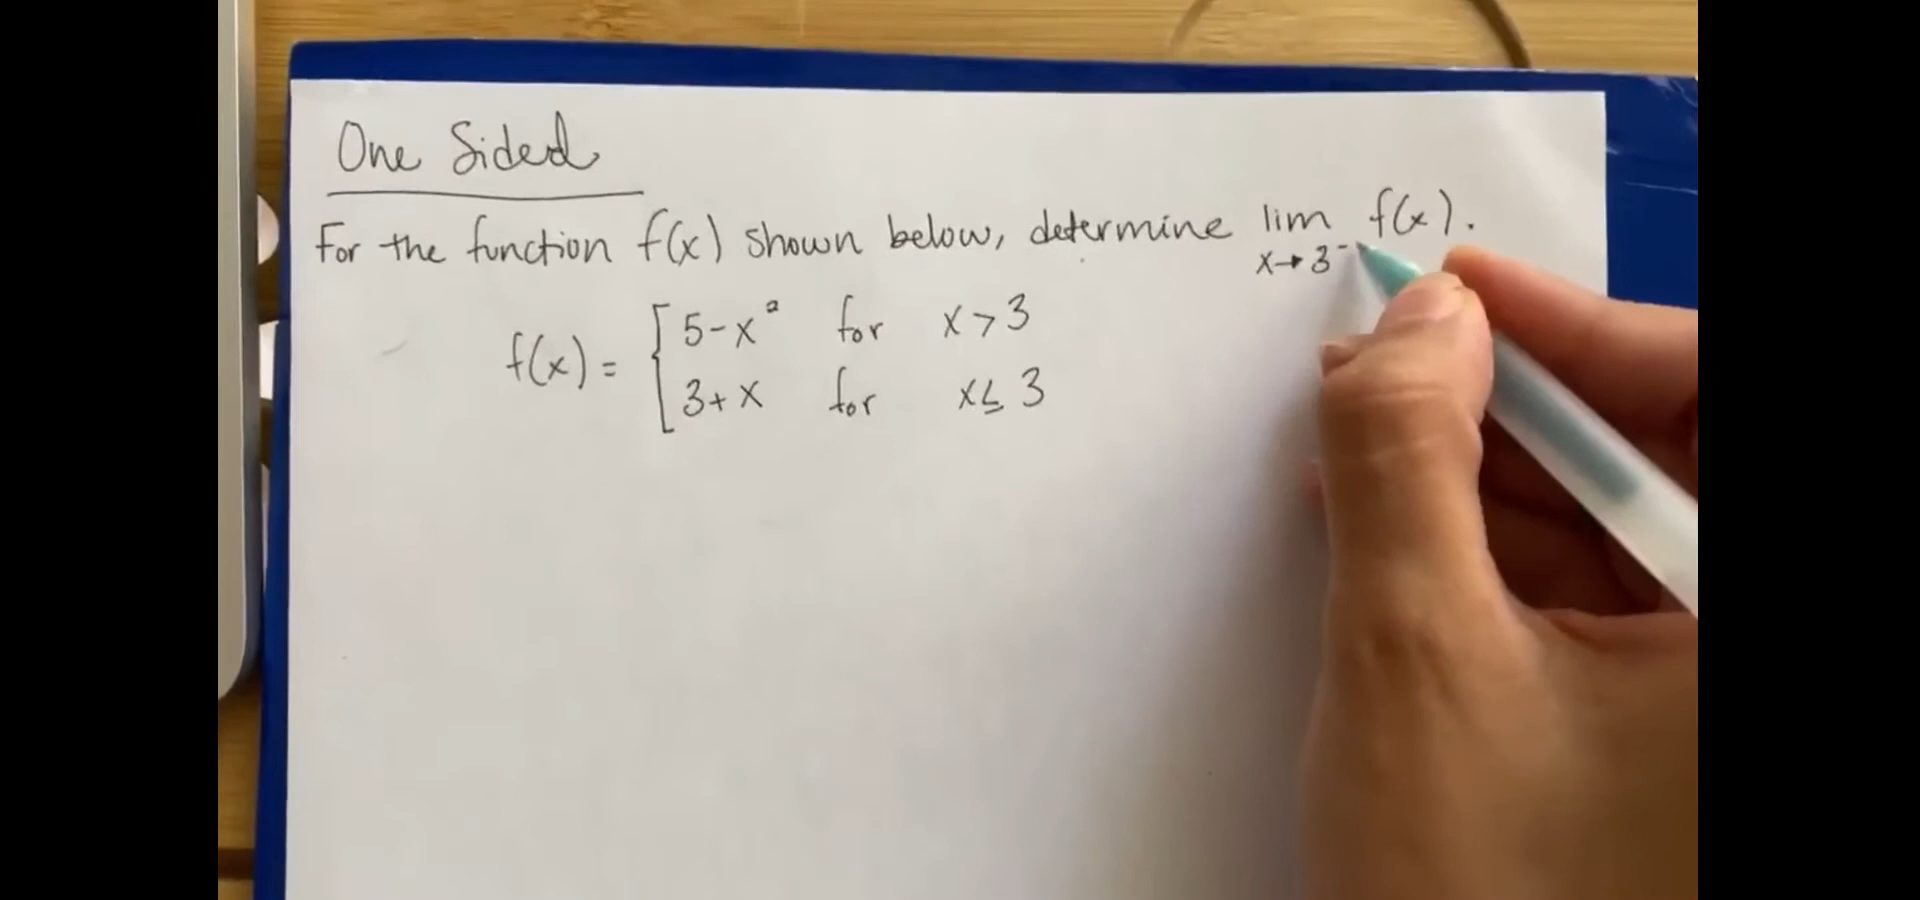 One Sided
For the function f(x) shown below, determine lim f(x).
x→3⁻
f(x) = { 5-x² for x>3
3+x for x≤3